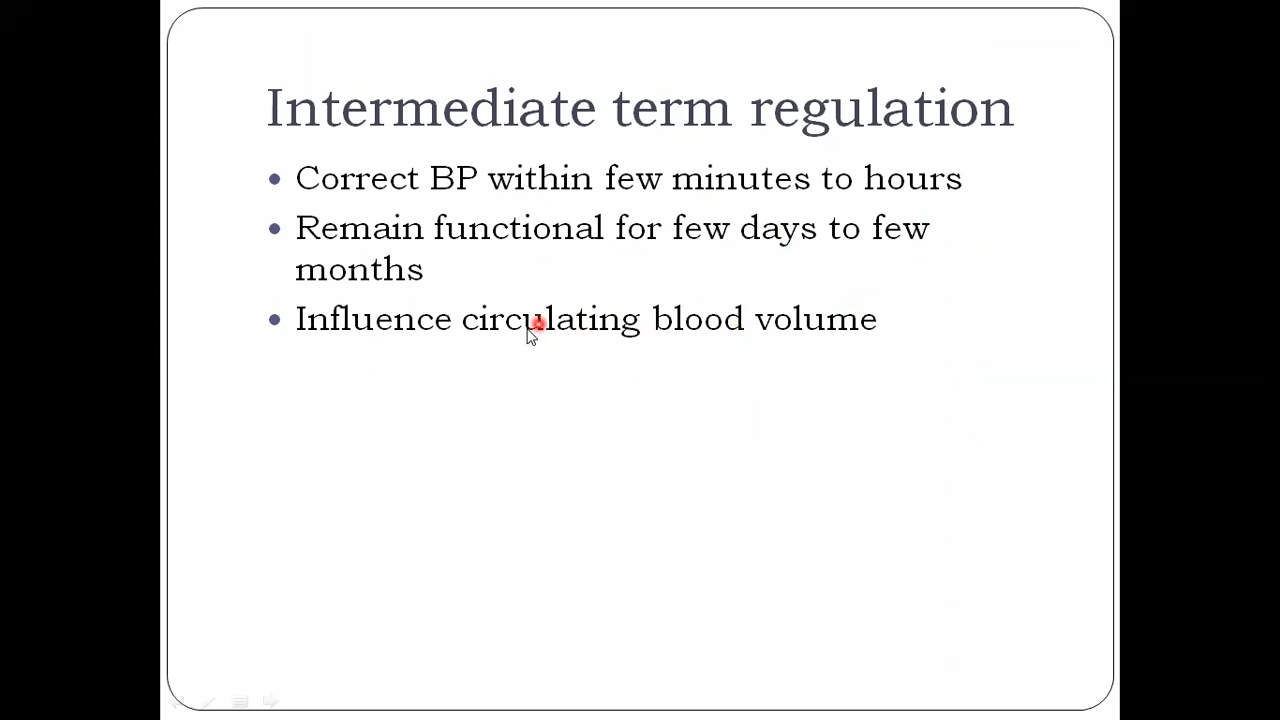 Intermediate term regulation
• Correct BP within few minutes to hours
• Remain functional for few days to few
months
• Influence circulating blood volume